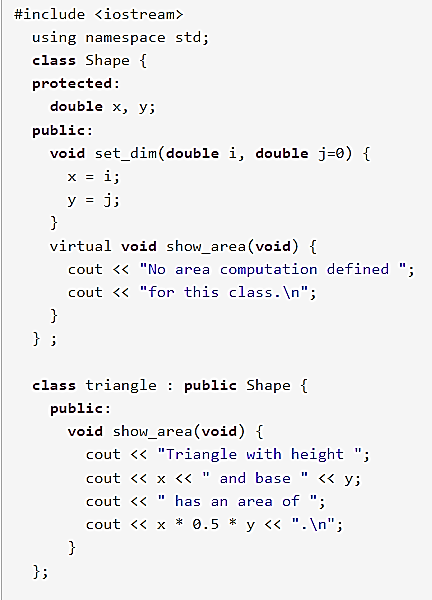 #include <iostream>
using namespace std;
class Shape {
protected:
double x, y;
public:
void set_dim(double i, double j=0) {
x = i;
y = j;
}
virtual void show_area(void) {
cout << "No area computation defined ";
cout << "for this class.\n";
}
} ;
class triangle : public Shape {
public:
void show_area(void) {
cout << "Triangle with height ";
cout << x << " and base " << y;
cout << " has an area of ";
cout << x * 0.5 * y << ".\n";
}
};